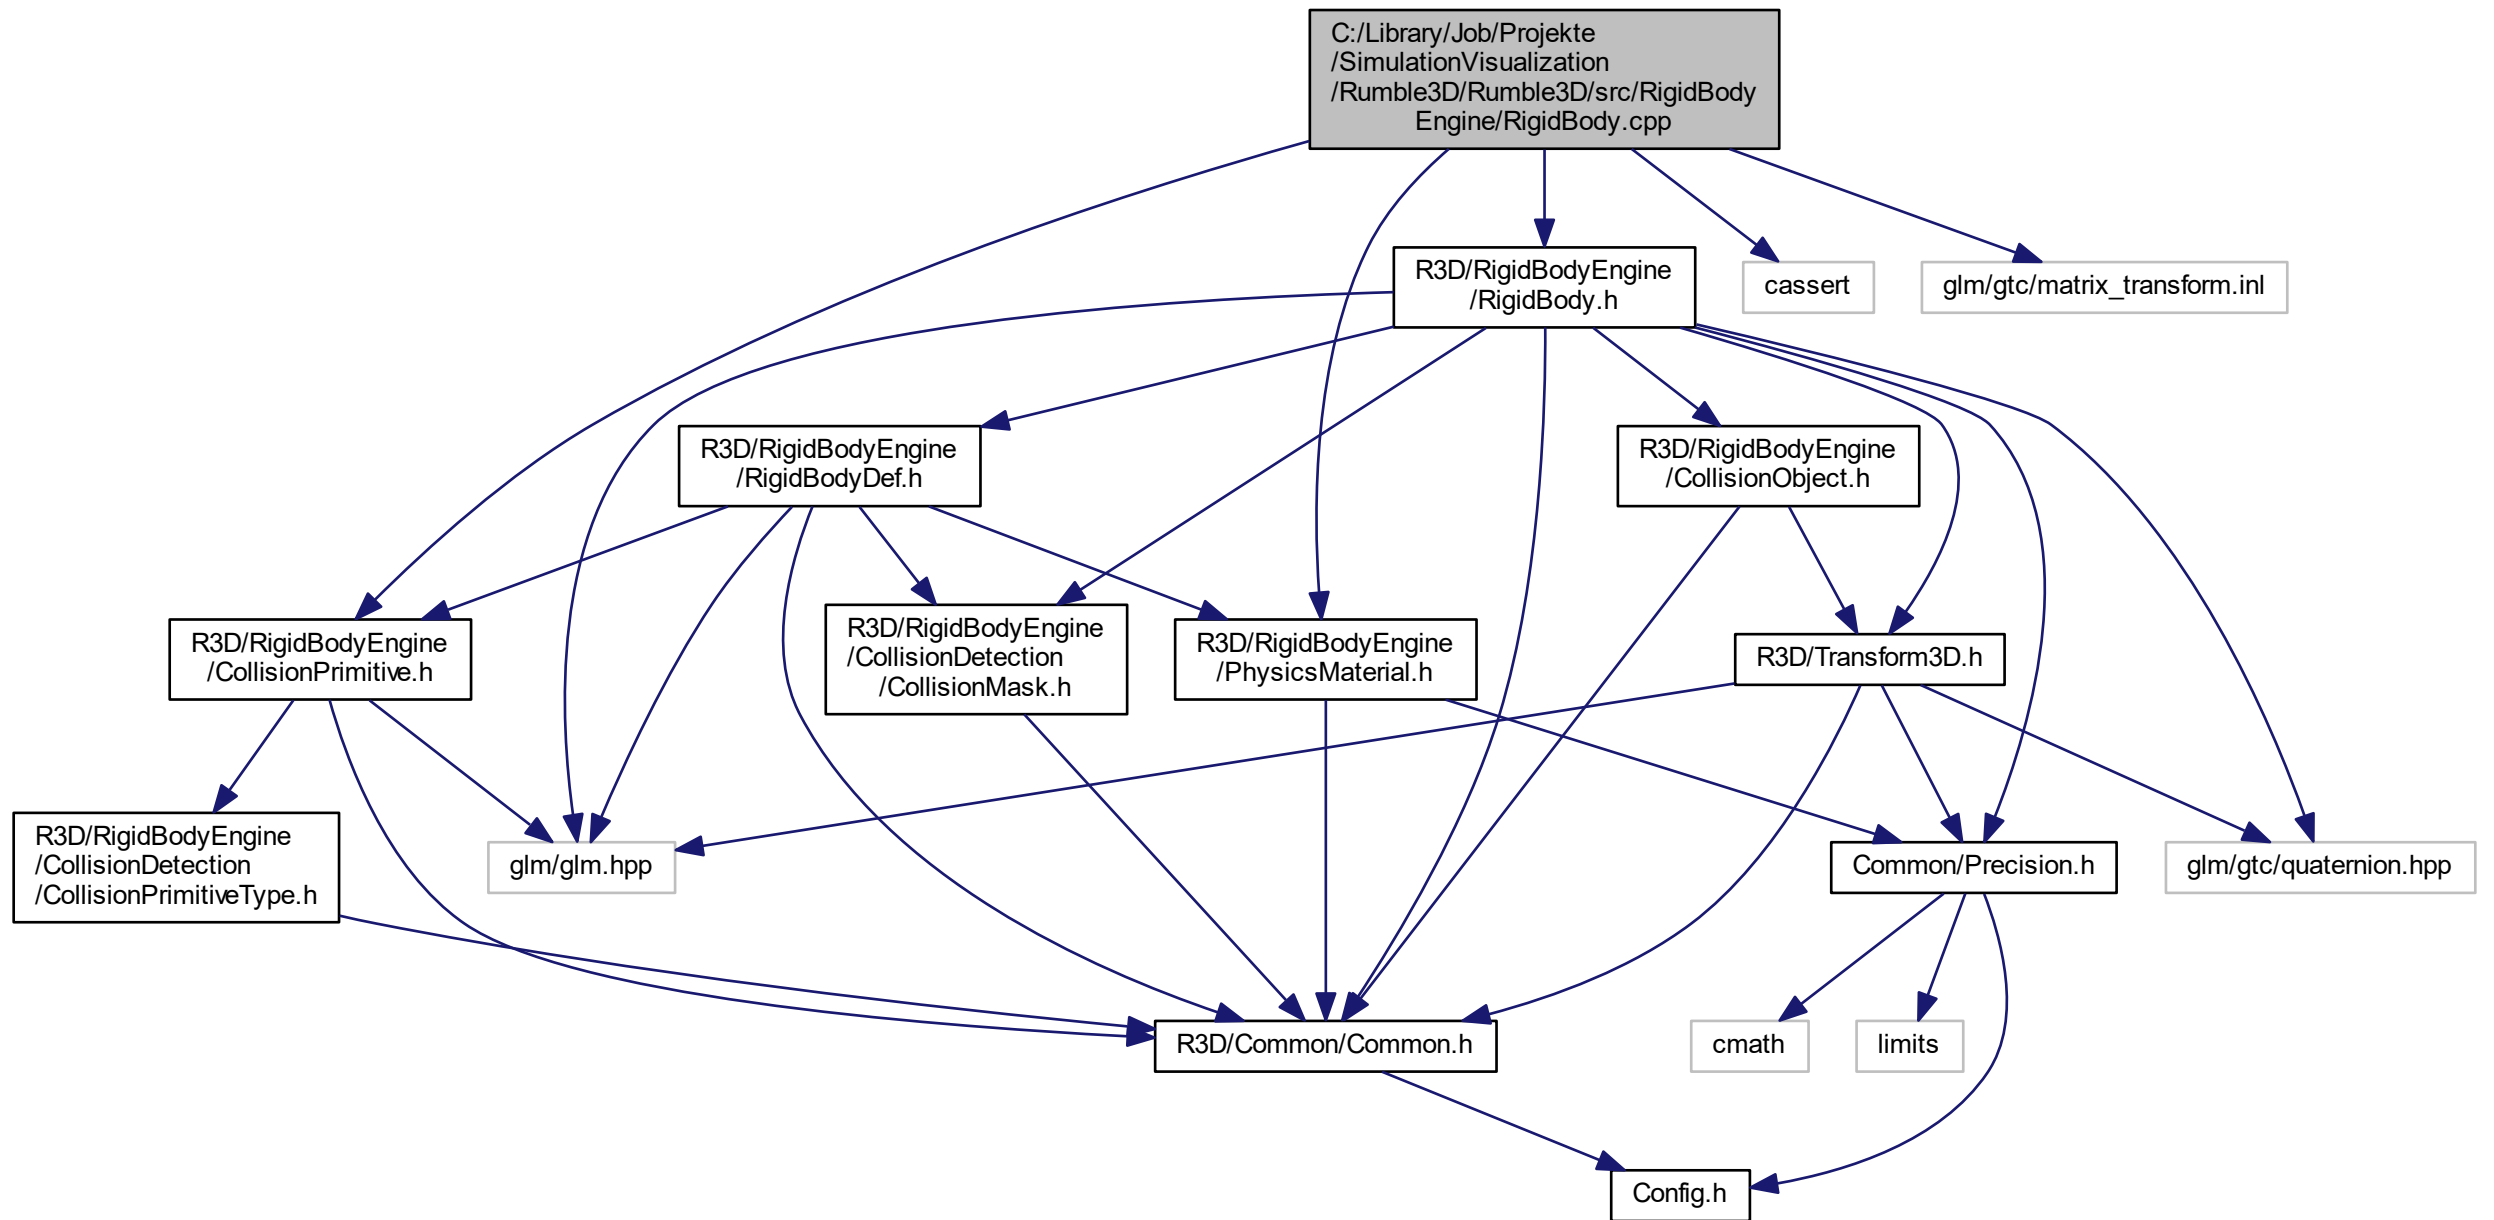 C:/Library/Job/Projekte
/SimulationVisualization
/Rumble3D/Rumble3D/src/RigidBody
Engine/RigidBody.cpp
R3D/RigidBodyEngine
/RigidBody.h
cassert
glm/gtc/matrix_transform.inl
R3D/RigidBodyEngine
/RigidBodyDef.h
R3D/RigidBodyEngine
/CollisionObject.h
R3D/RigidBodyEngine
/CollisionPrimitive.h
R3D/RigidBodyEngine
/CollisionDetection
/CollisionMask.h
R3D/RigidBodyEngine
/PhysicsMaterial.h
R3D/Transform3D.h
R3D/RigidBodyEngine
/CollisionDetection
/CollisionPrimitiveType.h
glm/glm.hpp
Common/Precision.h
glm/gtc/quaternion.hpp
R3D/Common/Common.h
cmath
limits
Config.h